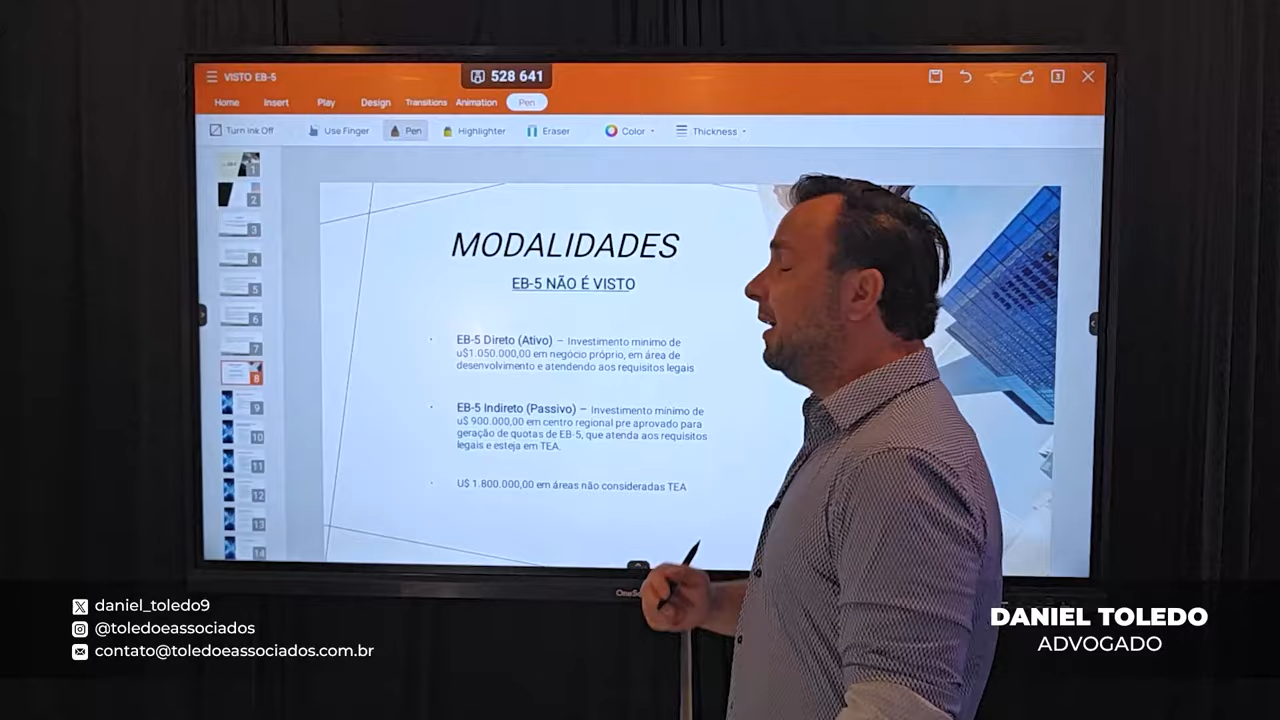 VISTO EB-5
528 641
Home Insert Play Design Transitions Animation Pen
Turn Ink Off Use Finger Pen Highlighter Eraser Color Thickness
1
2
3
4
5
6
7
8
9
10
11
12
13
14
MODALIDADES
EB-5 NÃO É VISTO
EB-5 Direto (Ativo) – Investimento minimo de
u$1.050.000,00 em negócio próprio, em área de
desenvolvimento e atendendo aos requisitos legais
EB-5 Indireto (Passivo) – Investimento mínimo de
u$ 900.000,00 em centro regional pre aprovado para
geração de quotas de EB-5, que atenda aos requisitos
legais e esteja em TEA.
U$ 1.800.000,00 em áreas não consideradas TEA
daniel_toledo9
@toledoeassociados
contato@toledoeassociados.com.br
DANIEL TOLEDO
ADVOGADO